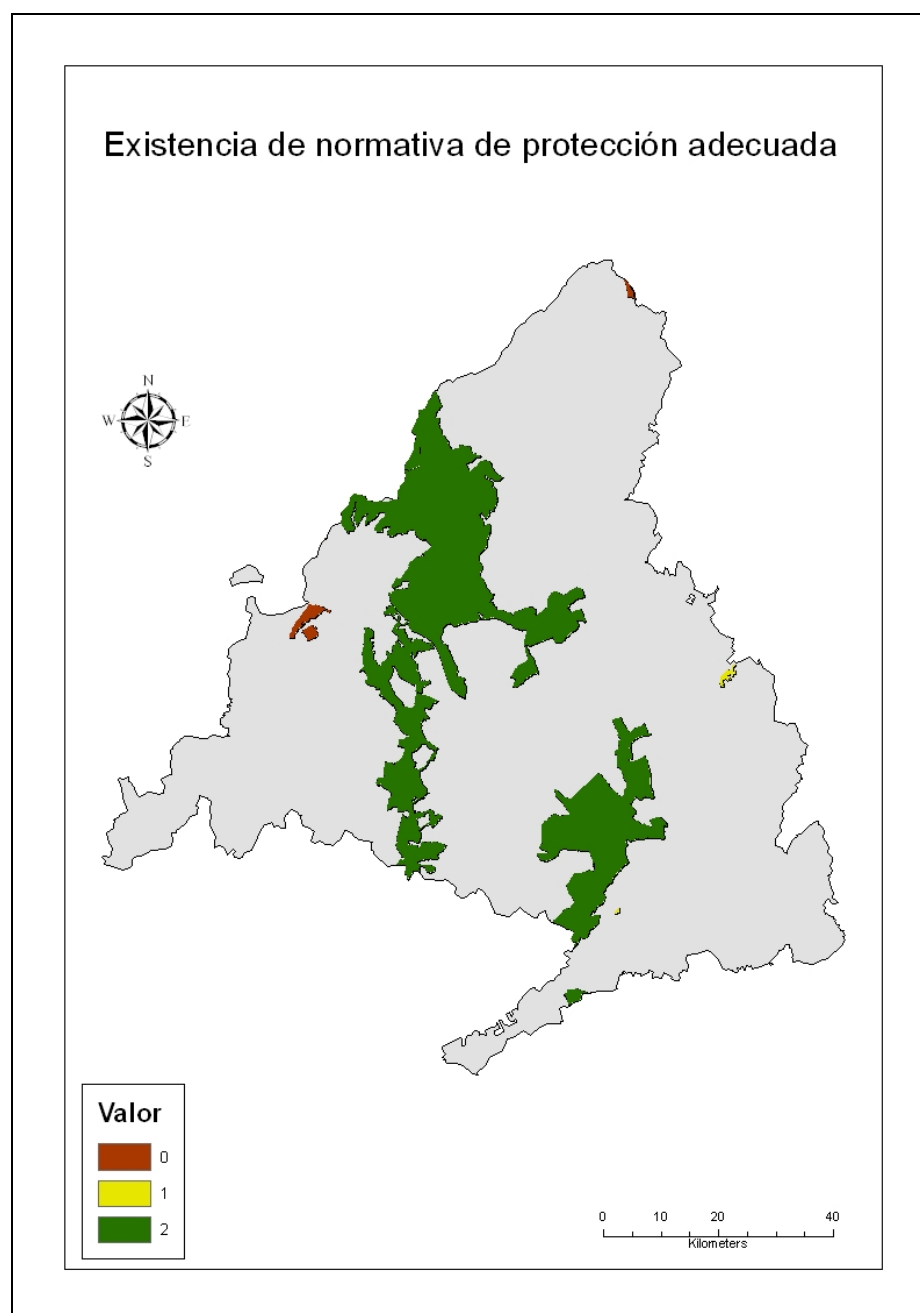 Existencia de normativa de protección adecuada
N
W E
S
Valor
0
1
2
0 10 20 40
Kilometers